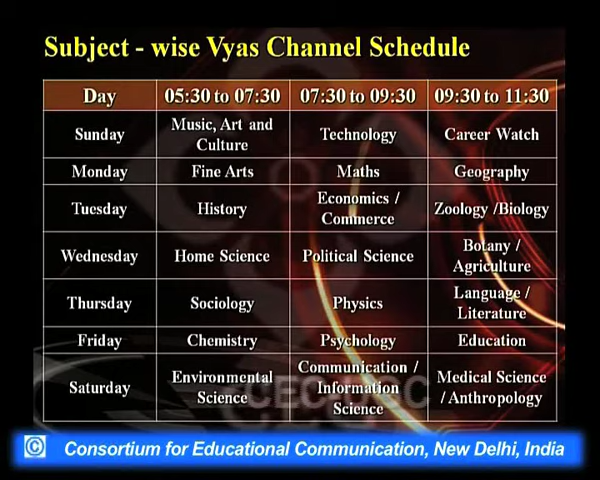 Subject - wise Vyas Channel Schedule
Day 05:30 to 07:30 07:30 to 09:30 09:30 to 11:30
Sunday Music, Art and Culture Technology Career Watch
Monday Fine Arts Maths Geography
Tuesday History Economics / Commerce Zoology /Biology
Wednesday Home Science Political Science Botany / Agriculture
Thursday Sociology Physics Language / Literature
Friday Chemistry Psychology Education
Saturday Environmental Science Communication / Information Science Medical Science / Anthropology
© Consortium for Educational Communication, New Delhi, India